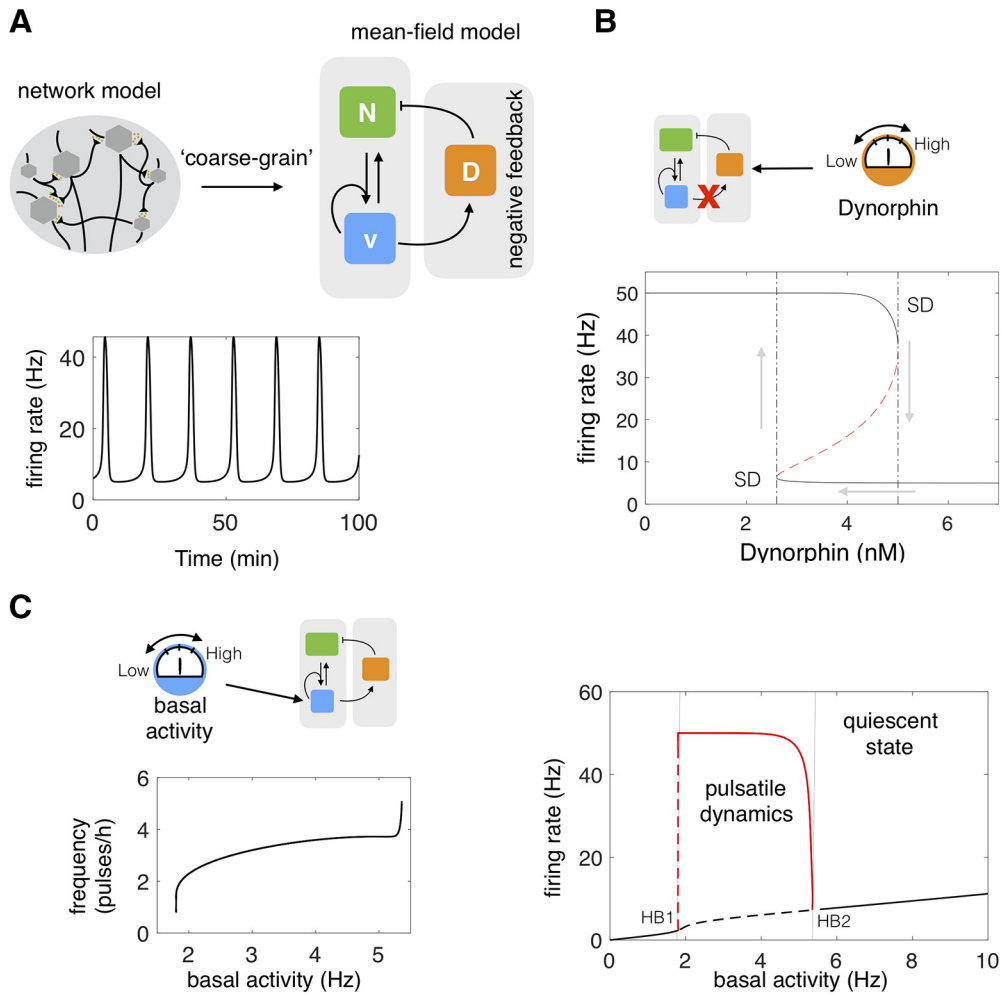 A
mean-field model
network model
'coarse-grain'
N
D
v
negative feedback
firing rate (Hz)
40
20
0
0
50
100
Time (min)
B
Low
High
X
Dynorphin
firing rate (Hz)
50
40
30
20
10
0
SD
SD
0
2
4
6
Dynorphin (nM)
C
Low
High
basal
activity
frequency
(pulses/h)
6
4
2
0
2
3
4
5
basal activity (Hz)
firing rate (Hz)
60
40
20
0
quiescent
state
pulsatile
dynamics
HB1
HB2
0
2
4
6
8
10
basal activity (Hz)